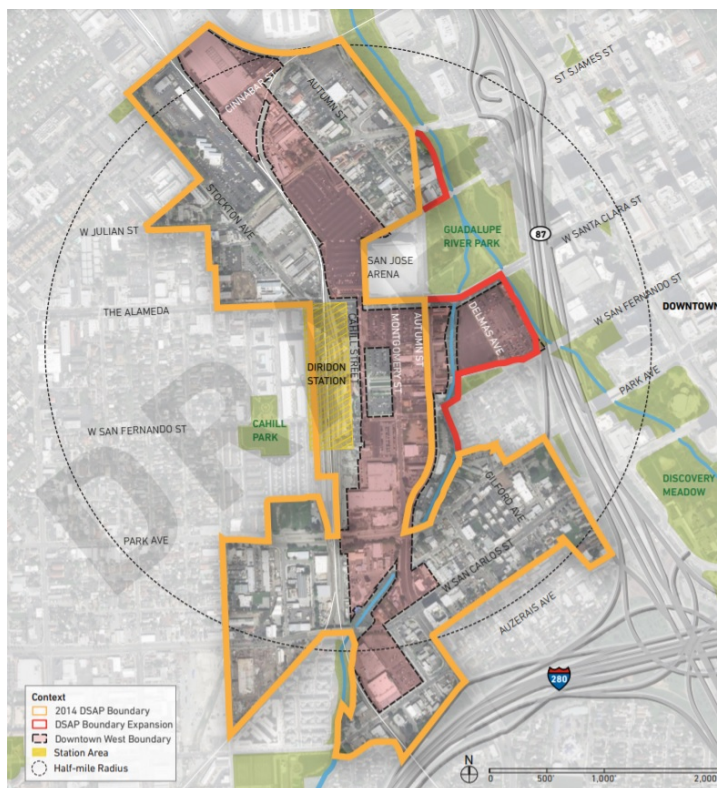 ST SJAMES ST
CINNABAR ST
AUTUMN ST
STOCKTON AVE
W JULIAN ST
GUADALUPE
RIVER PARK
87
W SANTA CLARA ST
SAN JOSE
ARENA
W SAN FERNANDO ST
THE ALAMEDA
DELMAS AVE
DOWNTOWN
CAHILL STREET
MONTGOMERY ST
AUTUMN ST
DIRIDON
STATION
PARK AVE
CAHILL
PARK
W SAN FERNANDO ST
DISCOVERY
MEADOW
GILFORD AVE
PARK AVE
W SAN CARLOS ST
AUZERAIS AVE
280
Context
2014 DSAP Boundary
DSAP Boundary Expansion
Downtown West Boundary
Station Area
Half-mile Radius
N
0 500 1,000 2,000